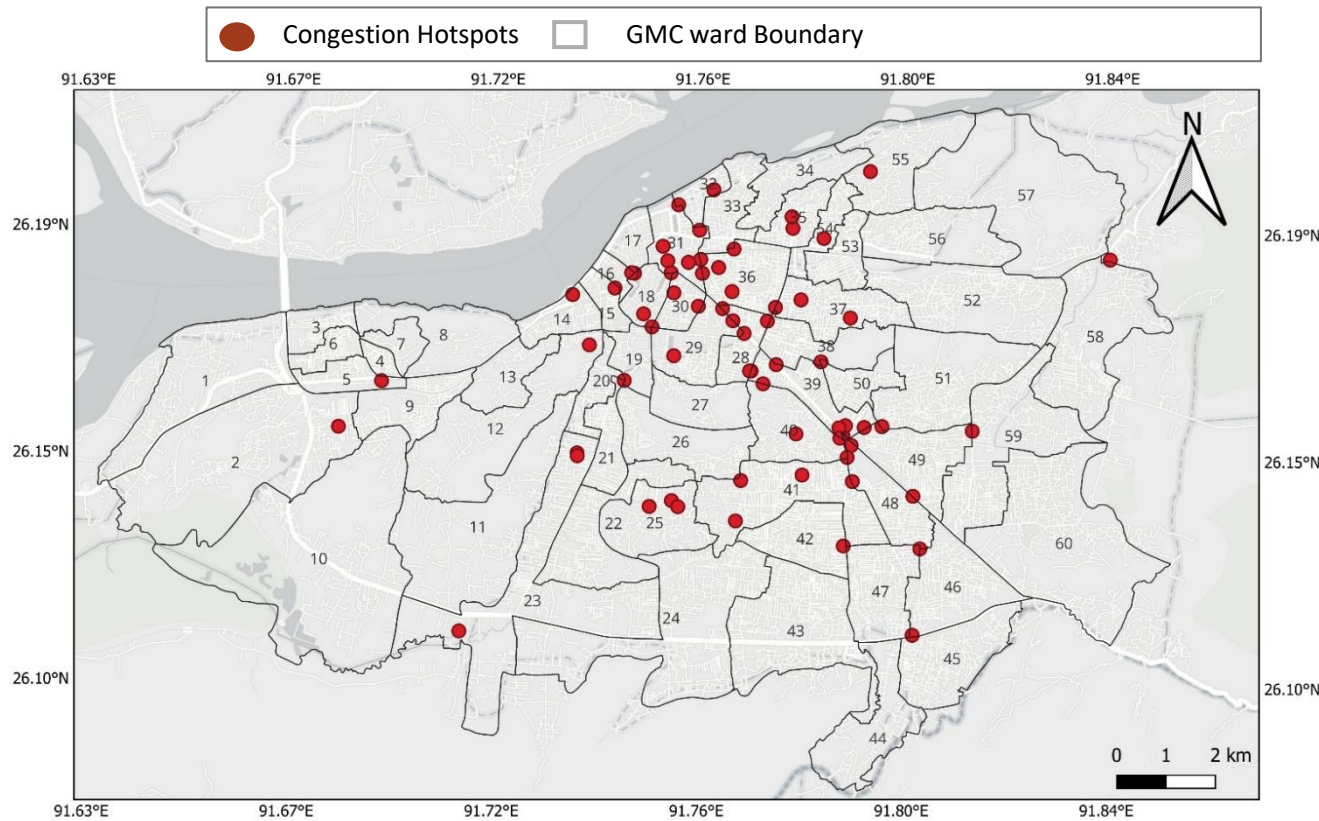 Congestion Hotspots GMC ward Boundary
91.63°E 91.67°E 91.72°E 91.76°E 91.80°E 91.84°E
N
55
34
57
32
33
35
54
26.19°N 26.19°N
17 31 53 56
16 36
52
18
30 37
3 8 14 15 58
6 7
29 38
4 19 28
1 5 13 20 39 50 51
9 27
12 40 59
2 26
26.15°N 21 49 26.15°N
41
48
22 25
11 42
10 60
47 46
23 24
43
45
26.10°N 26.10°N
44
0 1 2 km
91.63°E 91.67°E 91.72°E 91.76°E 91.80°E 91.84°E